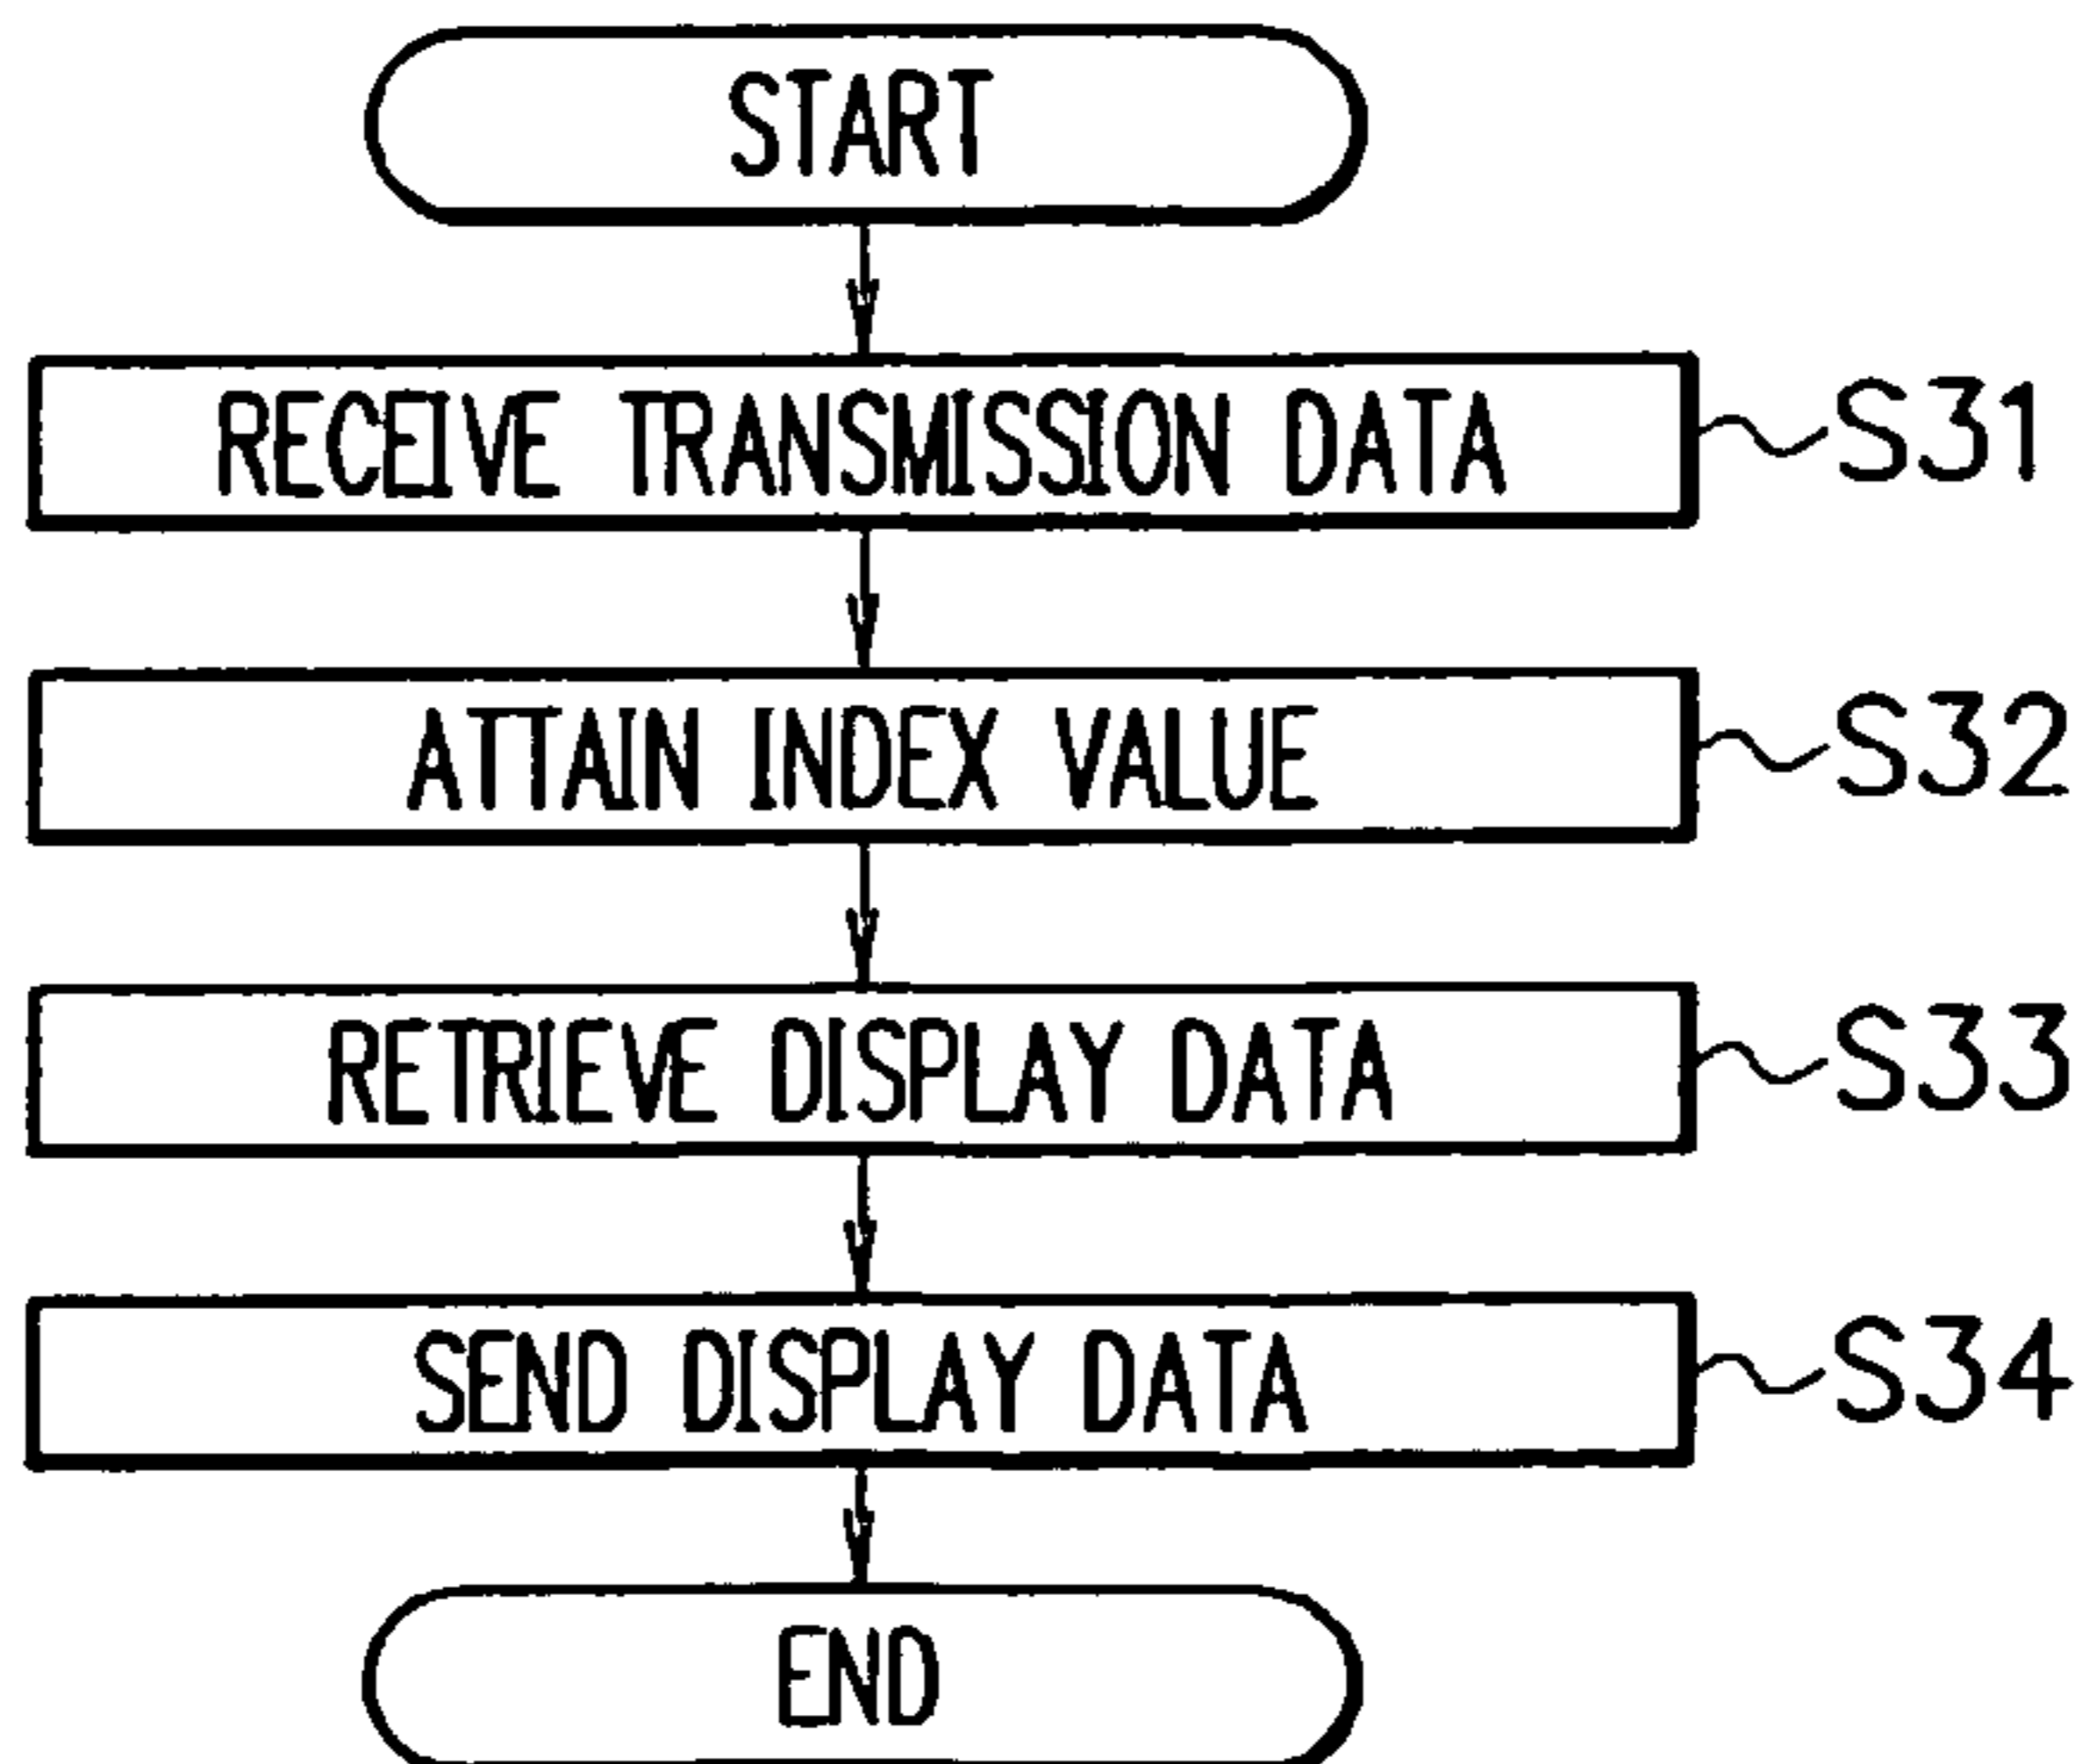 START
RECEIVE TRANSMISSION DATA S31
ATTAIN INDEX VALUE S32
RETRIEVE DISPLAY DATA S33
SEND DISPLAY DATA S34
END